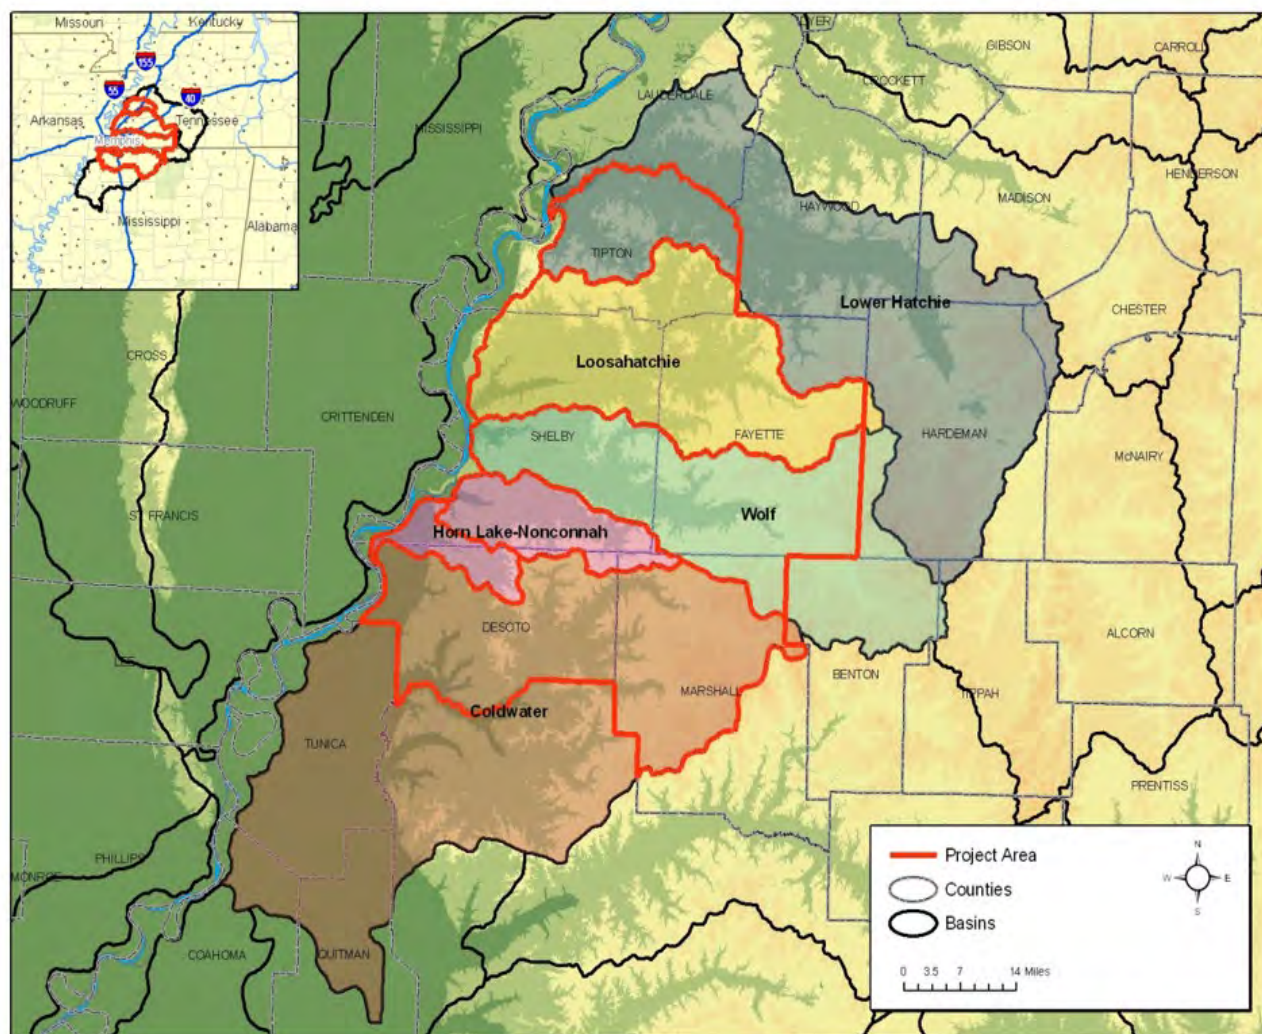 Missouri
Kentucky
155
55
40
Arkansas
Tennessee
Memphis
Mississippi
Alabama
DYER
GIBSON
CARROLL
CROCKETT
LAUDERDALE
MISSISSIPPI
HENDERSON
MADISON
HAYWOOD
TIPTON
Lower Hatchie
CHESTER
CROSS
Loosahatchie
WOODRUFF
CRITTENDEN
SHELBY
FAYETTE
HARDEMAN
McNAIRY
ST. FRANCIS
Wolf
Horn Lake-Nonconnah
DESOTO
ALCORN
LEE
BENTON
MARSHALL
TIPPAH
Coldwater
TUNICA
PRENTISS
PHILLIPS
MONROE
COAHOMA
QUITMAN
Project Area
Counties
Basins
N
W E
S
0 3.5 7 14 Miles